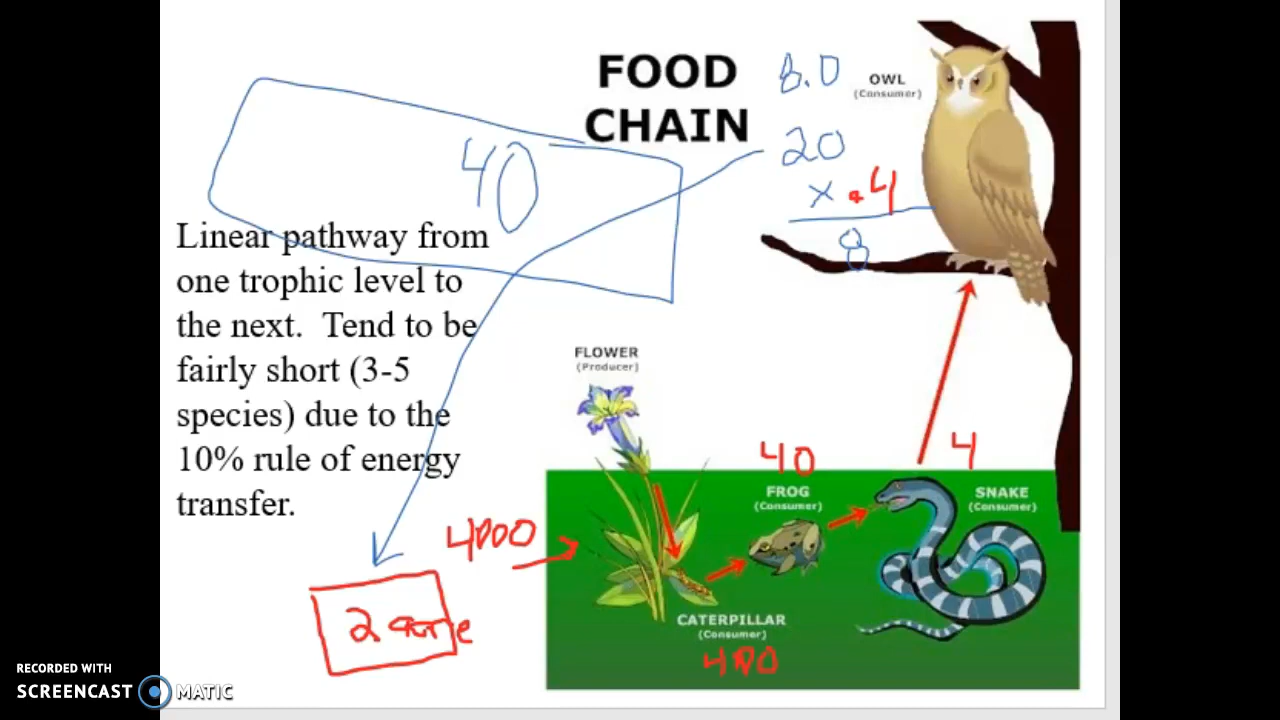 FOOD
CHAIN
8.0
OWL
(Consumer)
20
x .4
8
40
Linear pathway from
one trophic level to
the next. Tend to be
fairly short (3-5
species) due to the
10% rule of energy
transfer.
FLOWER
(Producer)
40
4
FROG
(Consumer)
SNAKE
(Consumer)
4000
CATERPILLAR
(Consumer)
400
2 acre
RECORDED WITH
SCREENCAST MATIC